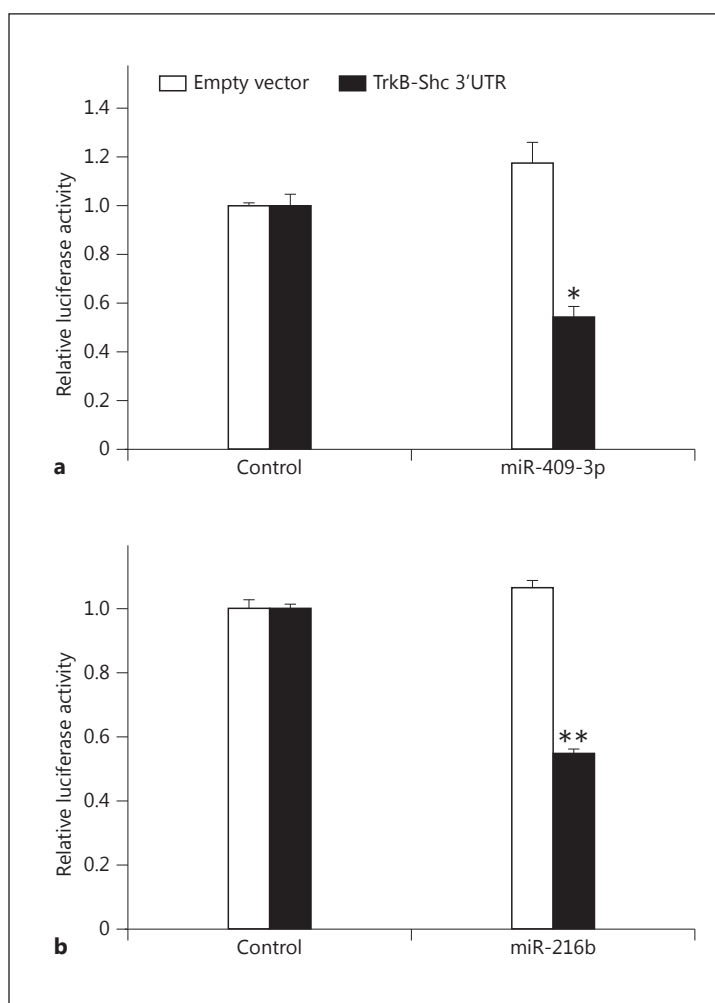 Empty vector TrkB-Shc 3'UTR
1.4
1.2
1.0
0.8
0.6
0.4
0.2
0
Relative luciferase activity
*
a
Control miR-409-3p
1.0
0.8
0.6
0.4
0.2
0
Relative luciferase activity
**
b
Control miR-216b